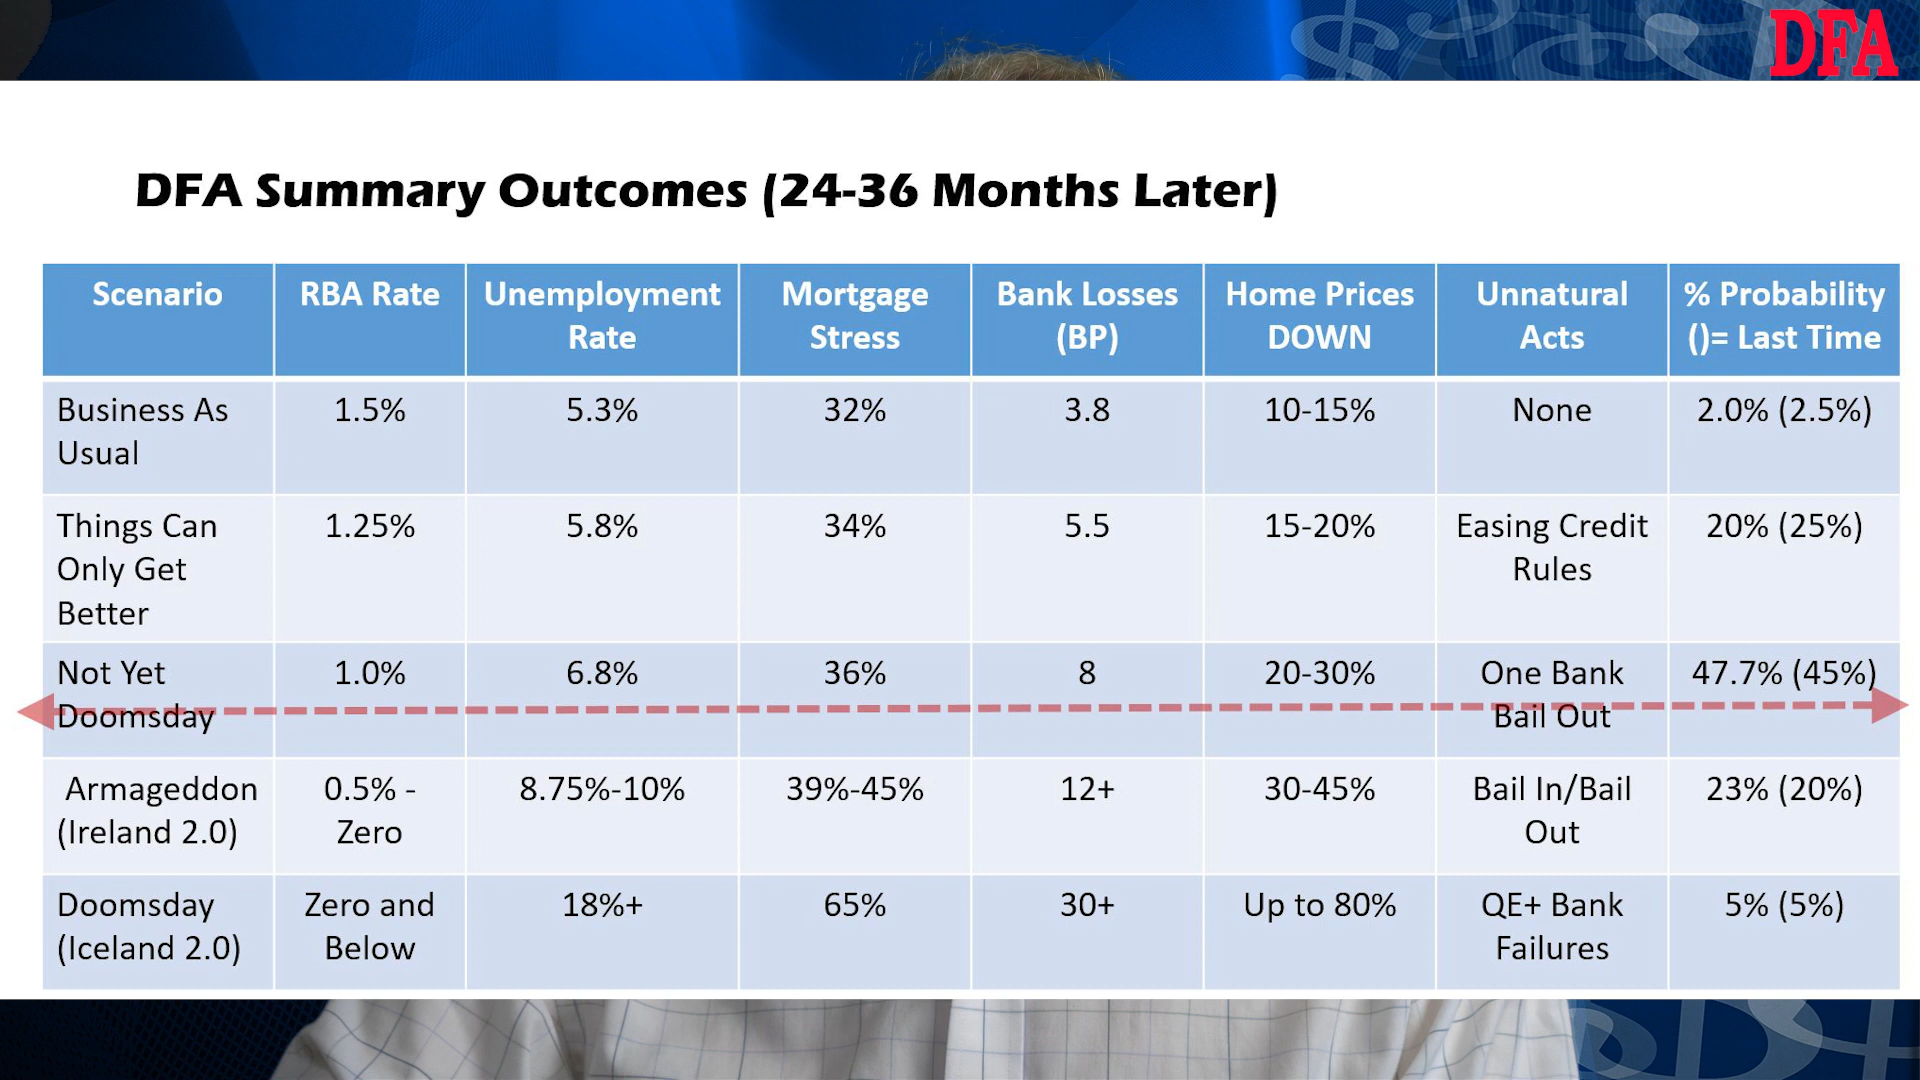 DFA
DFA Summary Outcomes (24-36 Months Later)
Scenario
RBA Rate
Unemployment
Rate
Mortgage
Stress
Bank Losses
(BP)
Home Prices
DOWN
Unnatural
Acts
% Probability
()= Last Time
Business As
Usual
1.5%
5.3%
32%
3.8
10-15%
None
2.0% (2.5%)
Things Can
Only Get
Better
1.25%
5.8%
34%
5.5
15-20%
Easing Credit
Rules
20% (25%)
Not Yet
Doomsday
1.0%
6.8%
36%
8
20-30%
One Bank
Bail Out
47.7% (45%)
Armageddon
(Ireland 2.0)
0.5% -
Zero
8.75%-10%
39%-45%
12+
30-45%
Bail In/Bail
Out
23% (20%)
Doomsday
(Iceland 2.0)
Zero and
Below
18%+
65%
30+
Up to 80%
QE+ Bank
Failures
5% (5%)